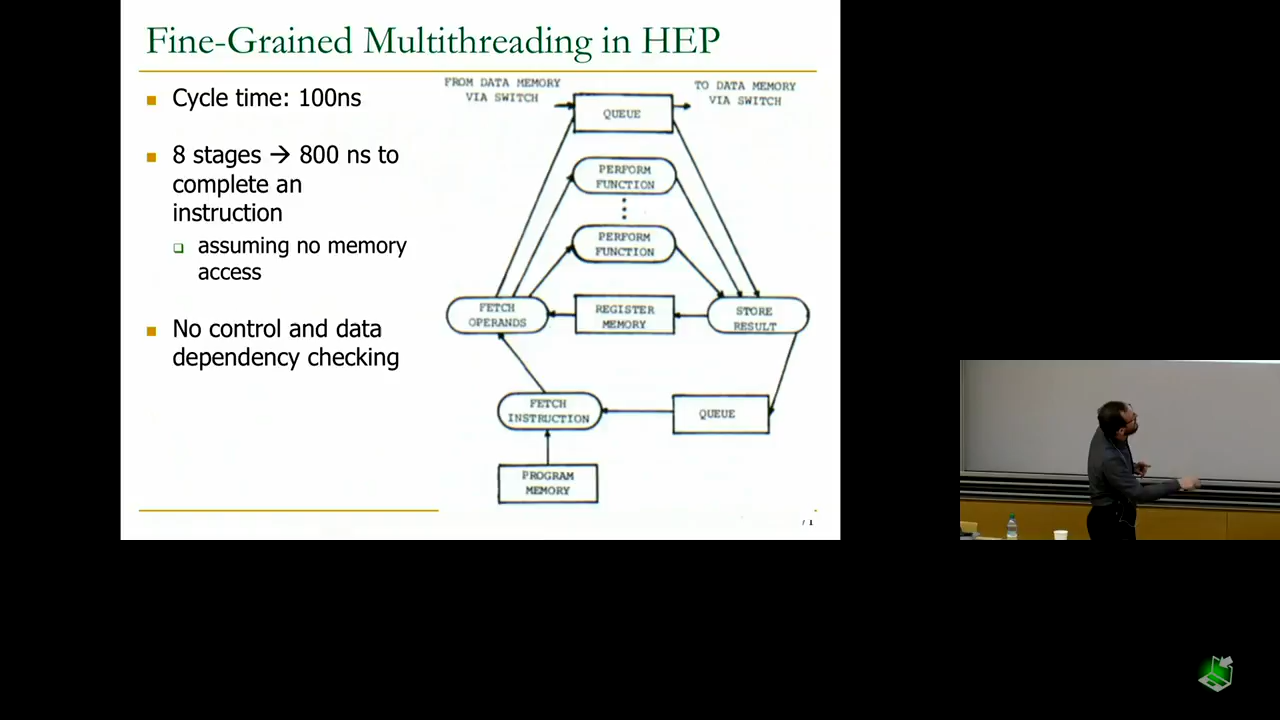 Fine-Grained Multithreading in HEP
Cycle time: 100ns
8 stages → 800 ns to
complete an
instruction
assuming no memory
access
No control and data
dependency checking
FROM DATA MEMORY
VIA SWITCH
TO DATA MEMORY
VIA SWITCH
QUEUE
PERFORM
FUNCTION
PERFORM
FUNCTION
FETCH
OPERANDS
REGISTER
MEMORY
STORE
RESULT
FETCH
INSTRUCTION
QUEUE
PROGRAM
MEMORY